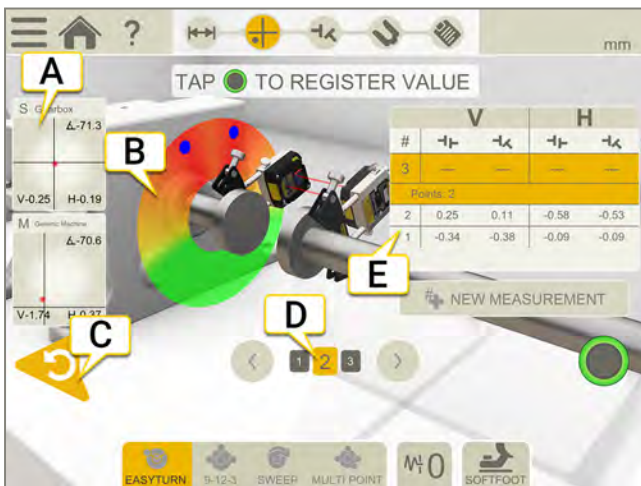 ?
mm
TAP TO REGISTER VALUE
A
S Gearbox
∡-71.3
V-0.25 H-0.19
B
M Generic Machine
∡-70.6
V-1.74 H 0.37
C
V H
#
3 --- --- --- ---
Points: 2
2 0.25 0.11 -0.58 -0.53
1 -0.34 -0.38 -0.09 -0.09
E
# NEW MEASUREMENT
D
1 2 3
EASYTURN 9-12-3 SWEEP MULTI POINT 0 SOFTFOOT